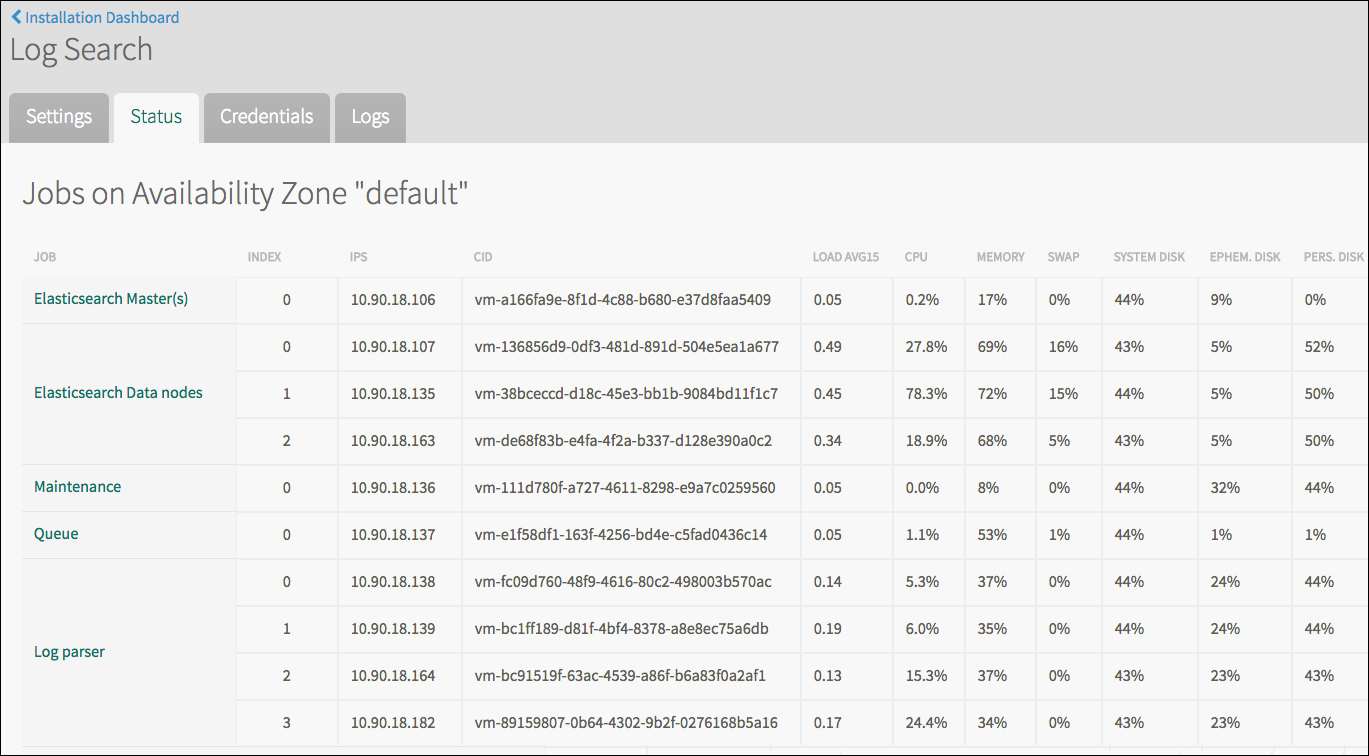 Installation Dashboard
Log Search
Settings Status Credentials Logs
Jobs on Availability Zone "default"
JOB INDEX IPS CID LOAD AVG15 CPU MEMORY SWAP SYSTEM DISK EPHEM. DISK PERS. DISK
Elasticsearch Master(s) 0 10.90.18.106 vm-a166fa9e-8f1d-4c88-b680-e37d8faa5409 0.05 0.2% 17% 0% 44% 9% 0%
0 10.90.18.107 vm-136856d9-0df3-481d-891d-504e5ea1a677 0.49 27.8% 69% 16% 43% 5% 52%
Elasticsearch Data nodes 1 10.90.18.135 vm-38bceccd-d18c-45e3-bb1b-9084bd11f1c7 0.45 78.3% 72% 15% 44% 5% 50%
2 10.90.18.163 vm-de68f83b-e4fa-4f2a-b337-d128e390a0c2 0.34 18.9% 68% 5% 43% 5% 50%
Maintenance 0 10.90.18.136 vm-111d780f-a727-4611-8298-e9a7c0259560 0.05 0.0% 8% 0% 44% 32% 44%
Queue 0 10.90.18.137 vm-e1f58df1-163f-4256-bd4e-c5fad0436c14 0.05 1.1% 53% 1% 44% 1% 1%
0 10.90.18.138 vm-fc09d760-48f9-4616-80c2-498003b570ac 0.14 5.3% 37% 0% 44% 24% 44%
1 10.90.18.139 vm-bc1ff189-d81f-4bf4-8378-a8e8ec75a6db 0.19 6.0% 35% 0% 44% 24% 44%
Log parser
2 10.90.18.164 vm-bc91519f-63ac-4539-a86f-b6a83f0a2af1 0.13 15.3% 37% 0% 43% 23% 43%
3 10.90.18.182 vm-89159807-0b64-4302-9b2f-0276168b5a16 0.17 24.4% 34% 0% 43% 23% 43%